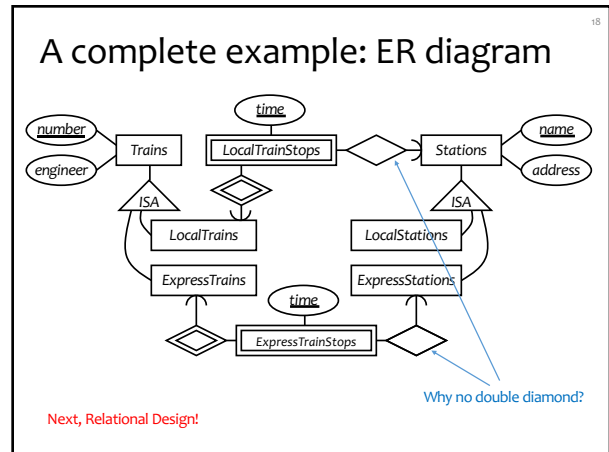 18
A complete example: ER diagram
time
number
name
Trains
LocalTrainStops
Stations
engineer
address
ISA
ISA
LocalTrains
LocalStations
ExpressTrains
ExpressStations
time
ExpressTrainStops
Why no double diamond?
Next, Relational Design!